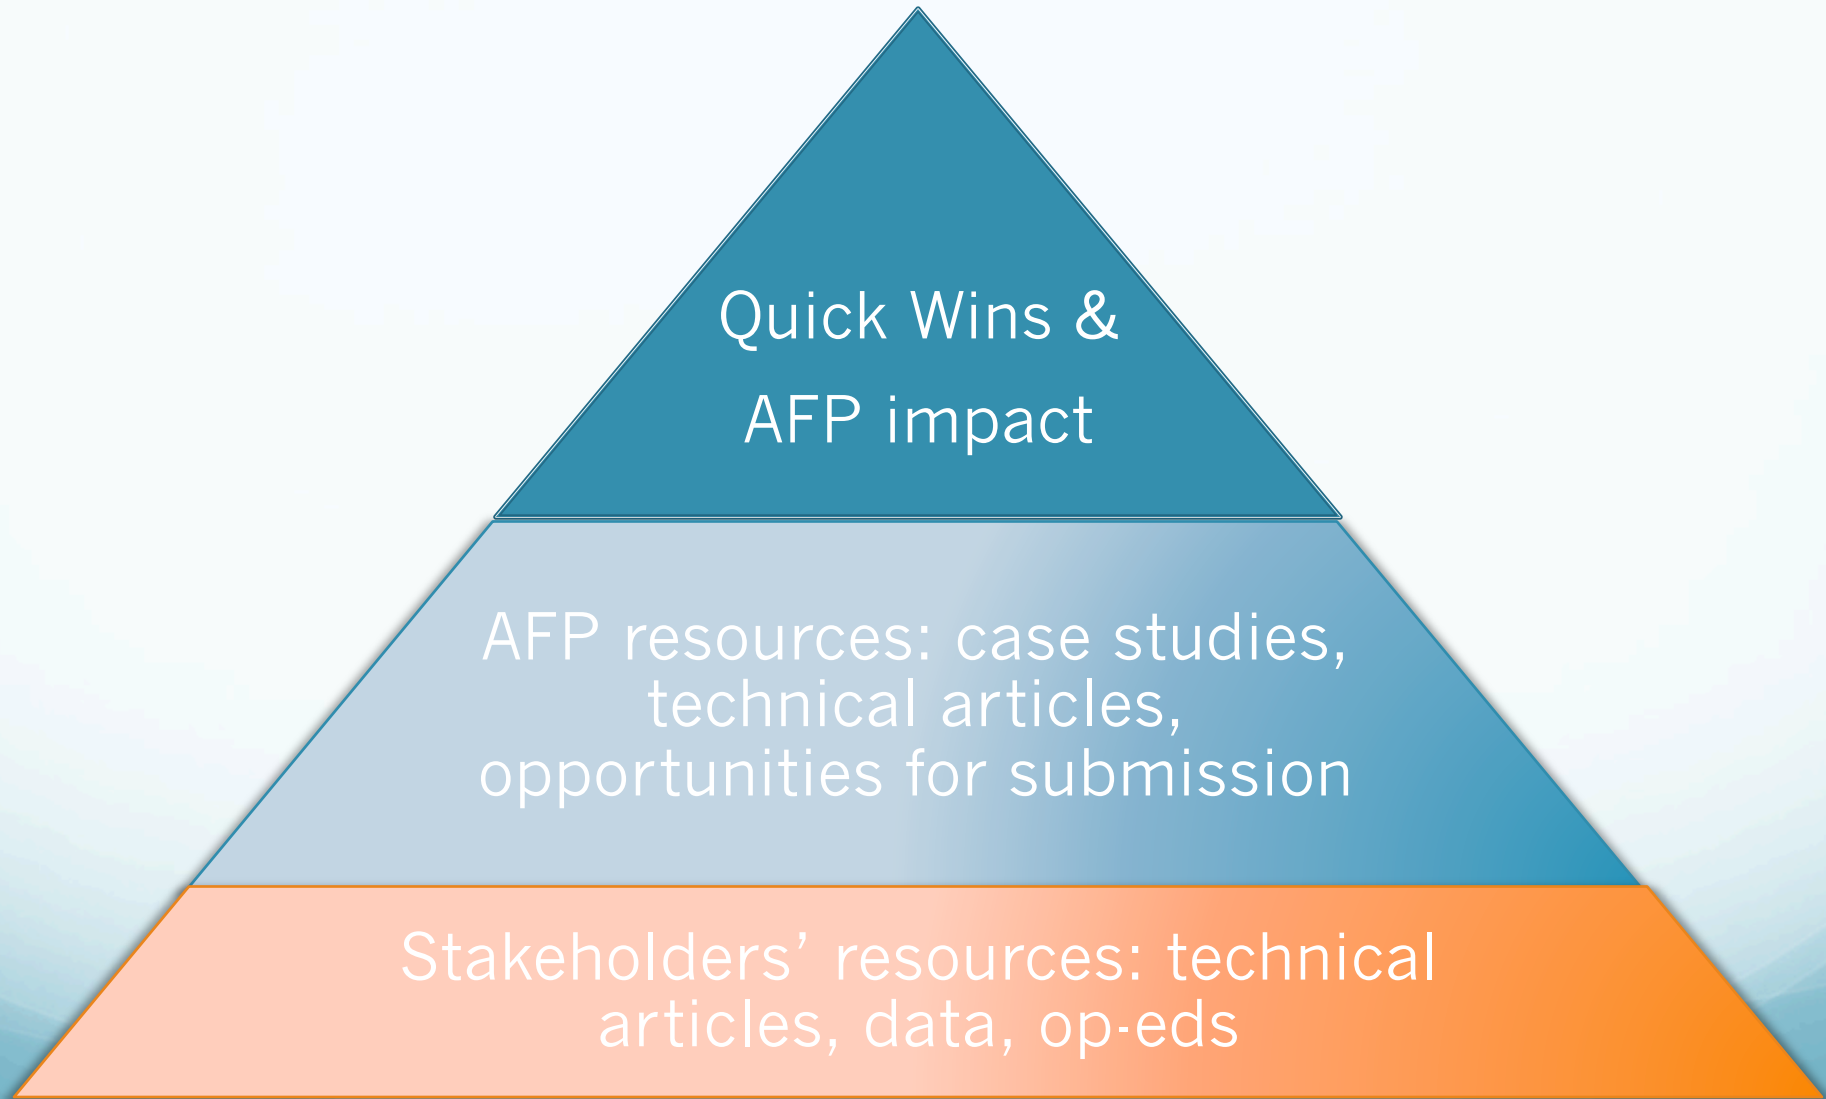 Quick Wins &
AFP impact
AFP resources: case studies,
technical articles,
opportunities for submission
Stakeholders’ resources: technical
articles, data, op-eds